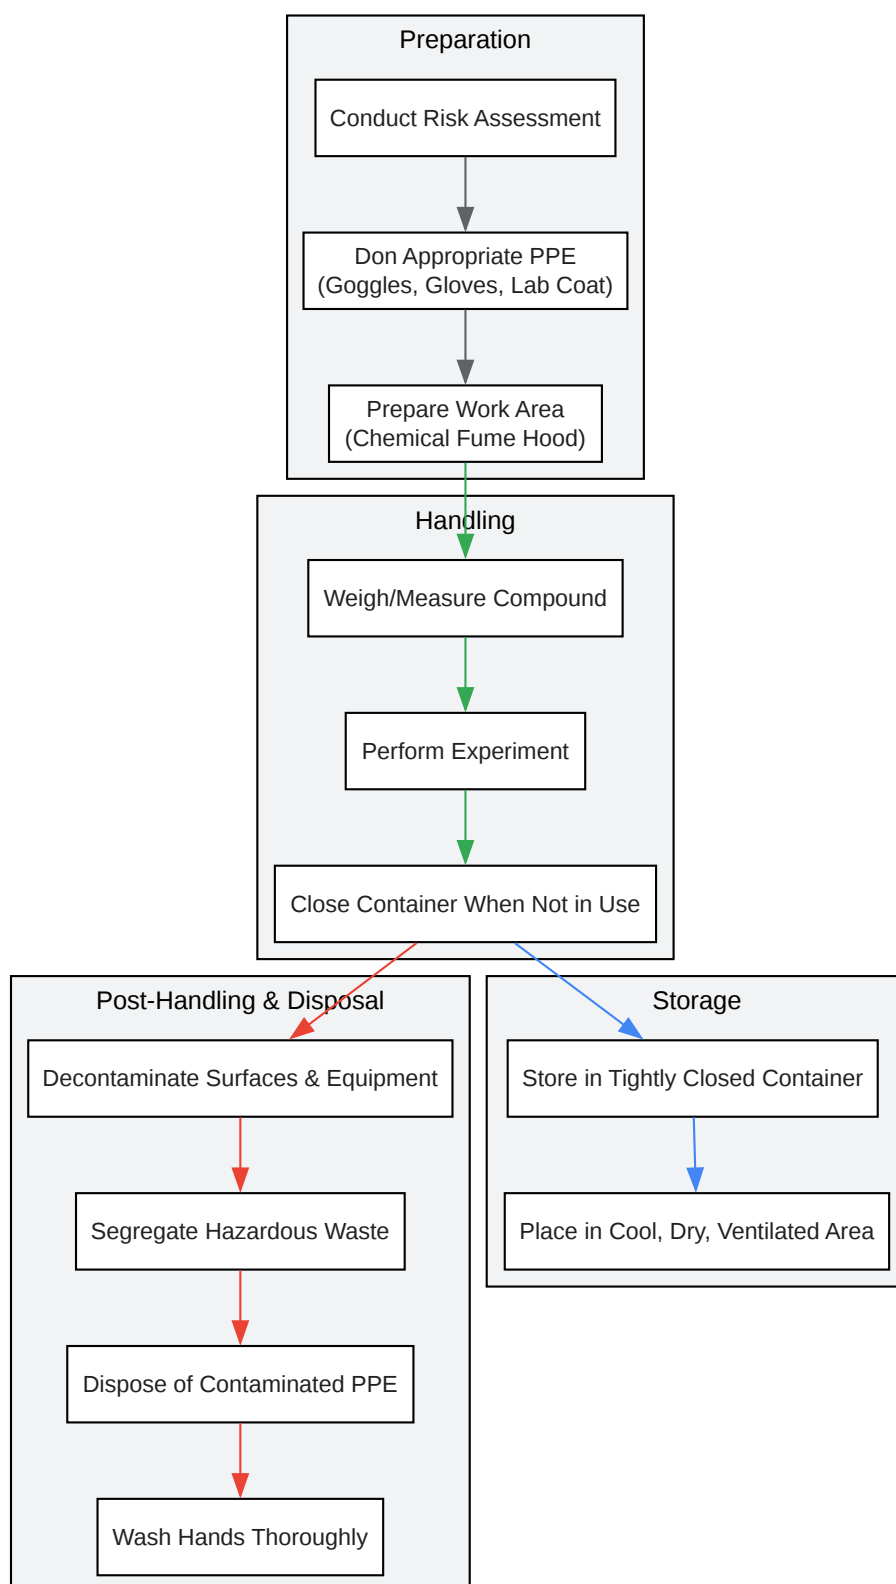 Preparation
Conduct Risk Assessment
Don Appropriate PPE
(Goggles, Gloves, Lab Coat)
Prepare Work Area
(Chemical Fume Hood)
Handling
Weigh/Measure Compound
Perform Experiment
Close Container When Not in Use
Post-Handling & Disposal
Decontaminate Surfaces & Equipment
Segregate Hazardous Waste
Dispose of Contaminated PPE
Wash Hands Thoroughly
Storage
Store in Tightly Closed Container
Place in Cool, Dry, Ventilated Area